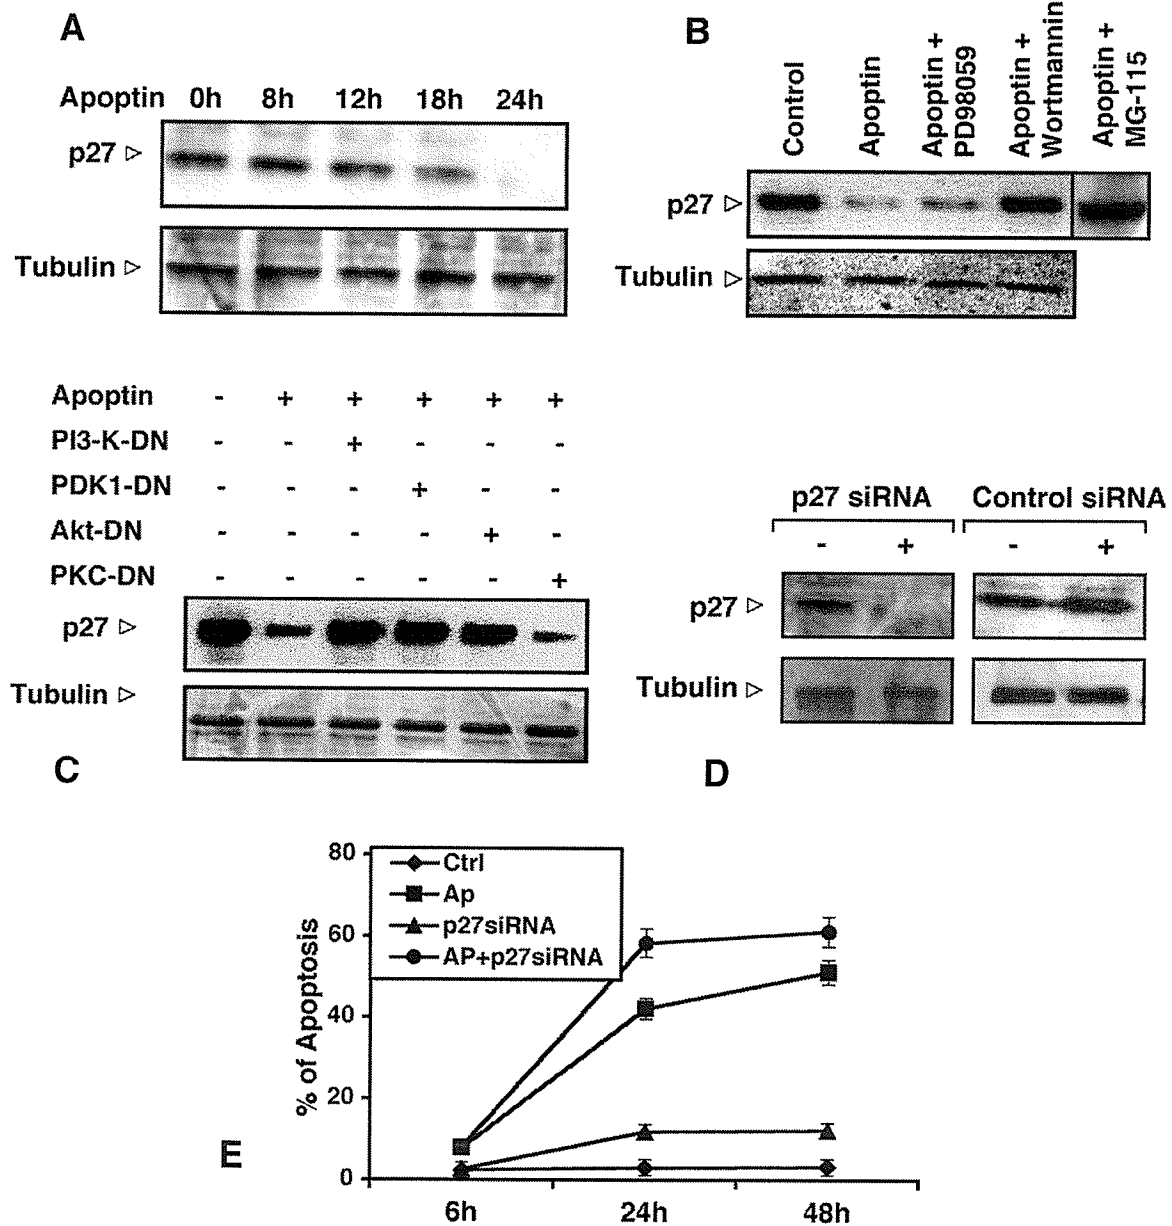 A
Apoptin 0h 8h 12h 18h 24h
p27 ▷
Tubulin ▷
B
Control
Apoptin
Apoptin +
PD98059
Apoptin +
Wortmannin
Apoptin +
MG-115
p27 ▷
Tubulin ▷
Apoptin - + + + + +
PI3-K-DN - - + - - -
PDK1-DN - - - + - -
Akt-DN - - - - + -
PKC-DN - - - - - +
p27 ▷
Tubulin ▷
C
p27 siRNA Control siRNA
- + - +
p27 ▷
Tubulin ▷
D
80
60
40
20
0
% of Apoptosis
Ctrl
Ap
p27siRNA
AP+p27siRNA
6h 24h 48h
E